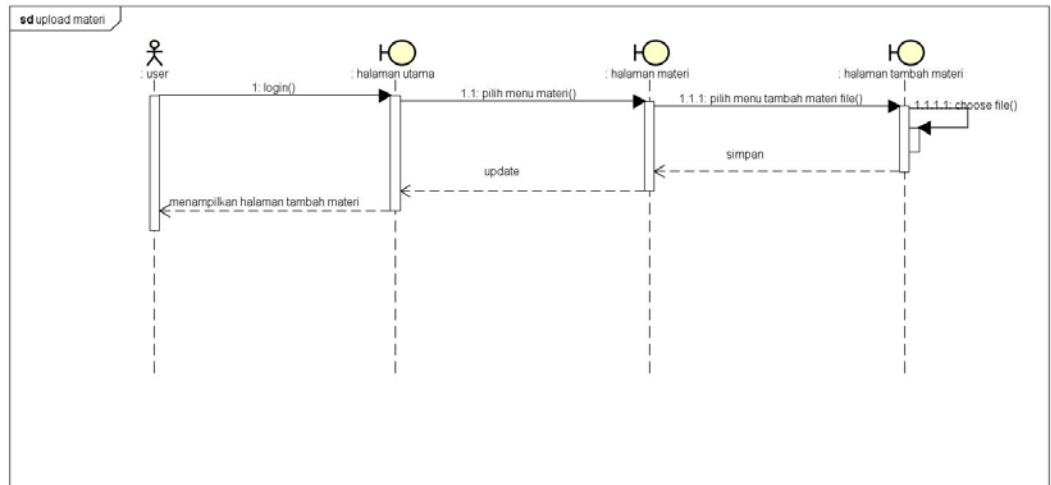 sd upload materi
: user
: halaman utama
: halaman materi
: halaman tambah materi
1: login()
1.1: pilih menu materi()
1.1.1: pilih menu tambah materi file()
1.1.1.1: choose file()
simpan
update
menampilkan halaman tambah materi